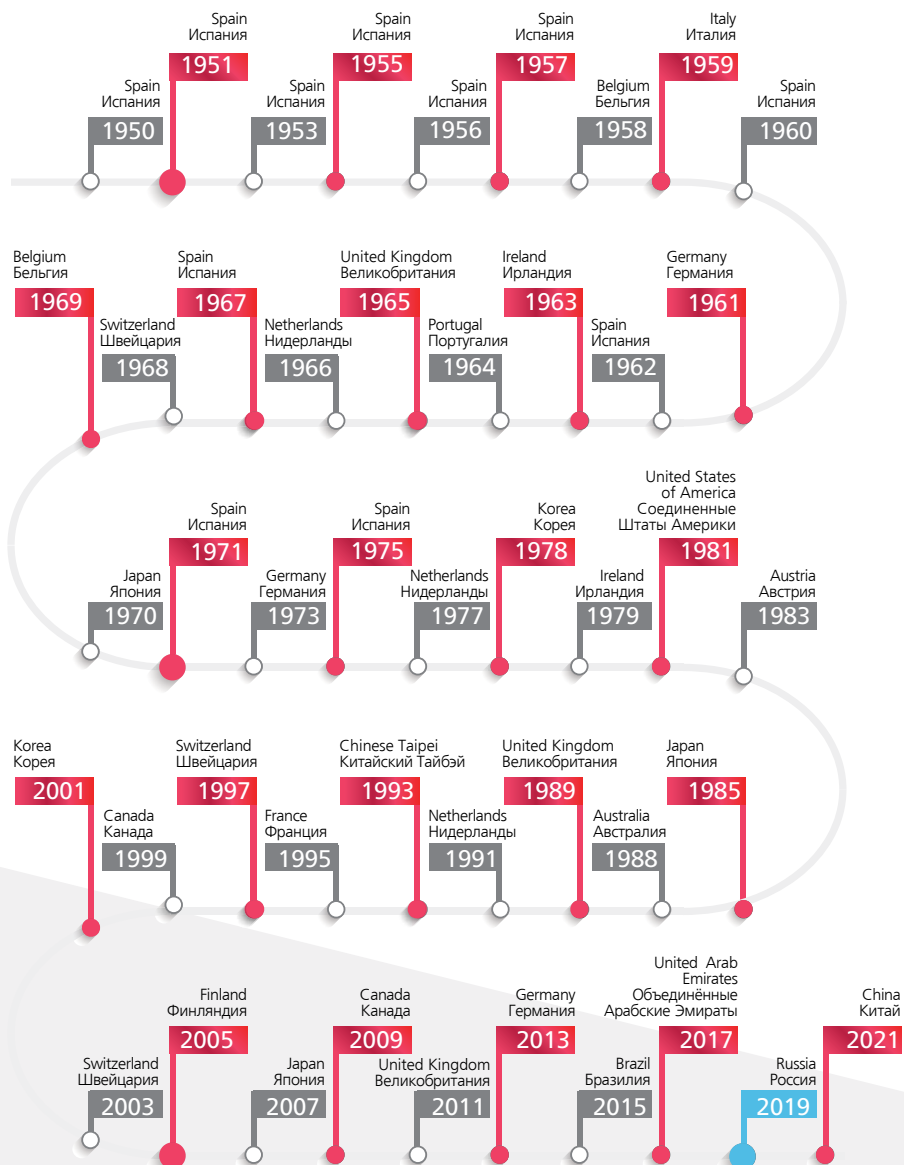 Spain
Испания
1950
Spain
Испания
1951
Spain
Испания
1953
Spain
Испания
1955
Spain
Испания
1956
Spain
Испания
1957
Belgium
Бельгия
1958
Italy
Италия
1959
Spain
Испания
1960
Germany
Германия
1961
Spain
Испания
1962
Ireland
Ирландия
1963
Portugal
Португалия
1964
United Kingdom
Великобритания
1965
Netherlands
Нидерланды
1966
Spain
Испания
1967
Switzerland
Швейцария
1968
Belgium
Бельгия
1969
Japan
Япония
1970
Spain
Испания
1971
Germany
Германия
1973
Spain
Испания
1975
Netherlands
Нидерланды
1977
Korea
Корея
1978
Ireland
Ирландия
1979
United States
of America
Соединенные
Штаты Америки
1981
Austria
Австрия
1983
Japan
Япония
1985
Australia
Австралия
1988
United Kingdom
Великобритания
1989
Netherlands
Нидерланды
1991
Chinese Taipei
Китайский Тайбэй
1993
France
Франция
1995
Switzerland
Швейцария
1997
Canada
Канада
1999
Korea
Корея
2001
Switzerland
Швейцария
2003
Finland
Финляндия
2005
Japan
Япония
2007
Canada
Канада
2009
United Kingdom
Великобритания
2011
Germany
Германия
2013
Brazil
Бразилия
2015
United Arab
Emirates
Объединённые
Арабские Эмираты
2017
Russia
Россия
2019
China
Китай
2021